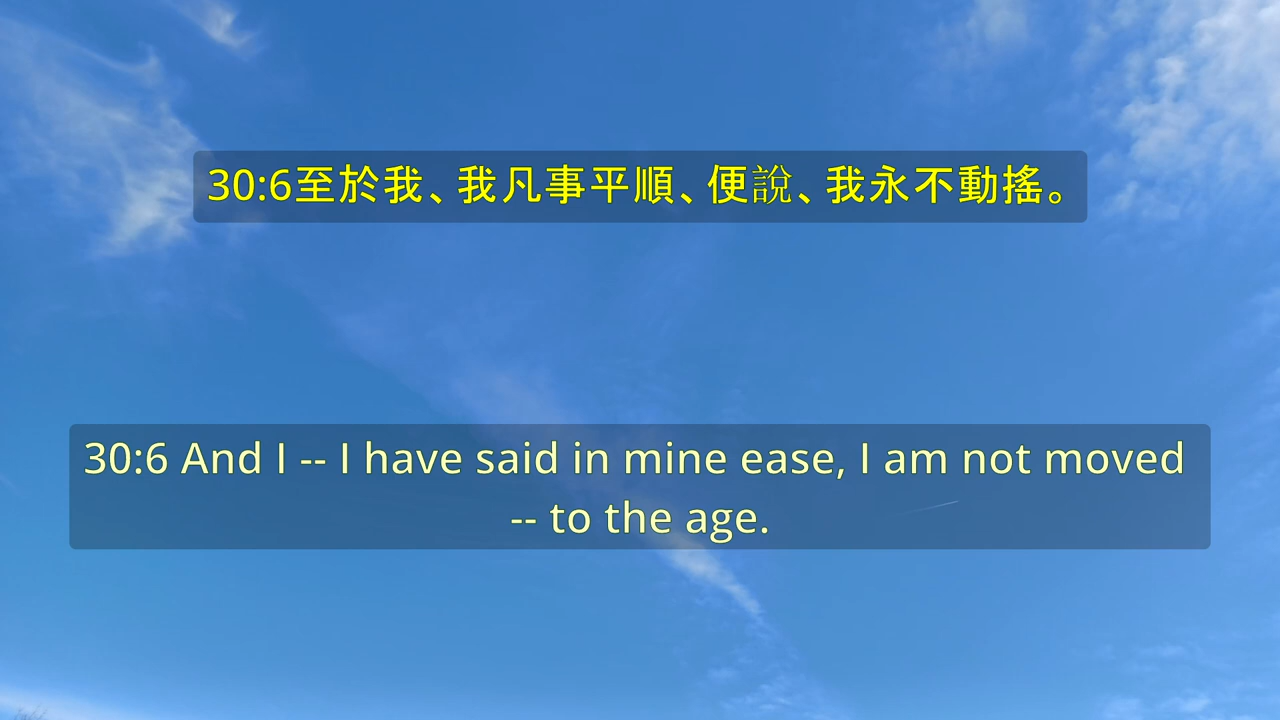 30:6至於我、我凡事平順、便說、我永不動搖。
30:6 And I -- I have said in mine ease, I am not moved
-- to the age.